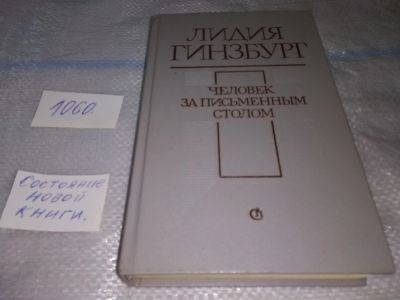 ЛИДИЯ
ГИНЗБУРГ
ЧЕЛОВЕК
ЗА ПИСЬМЕННЫМ
СТОЛОМ
1060.
Состояние
новой
книги.